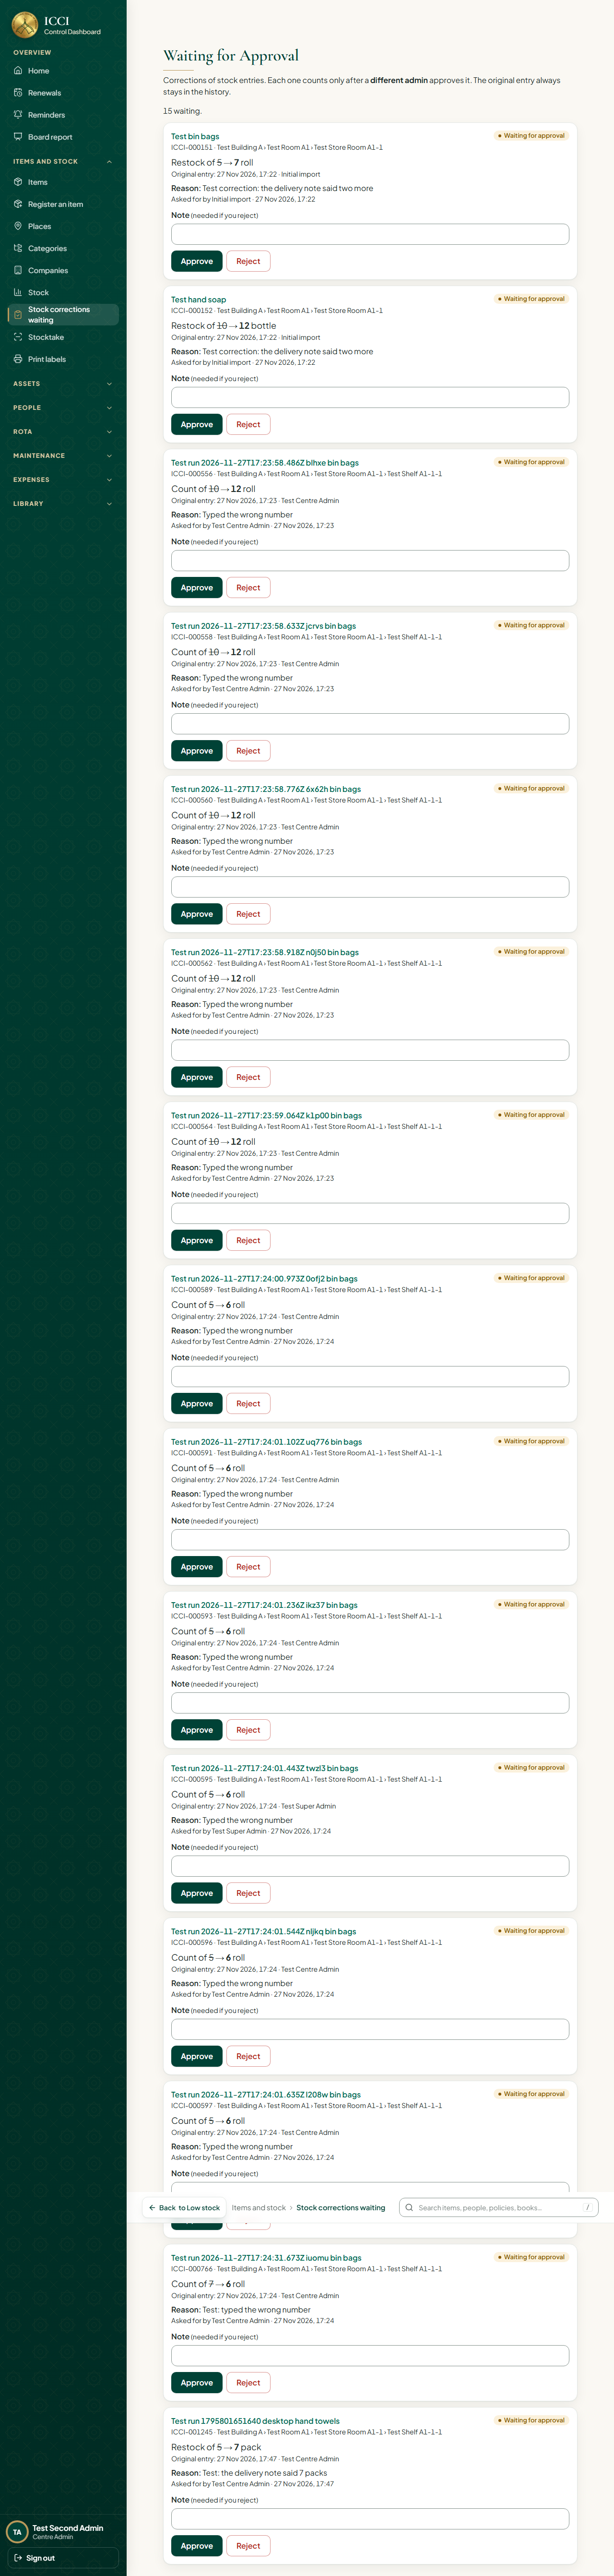 ICCI
Control Dashboard
OVERVIEW
Home
Renewals
Reminders
Board report
ITEMS AND STOCK
Items
Register an item
Places
Categories
Companies
Stock
Stock corrections
waiting
Stocktake
Print labels
ASSETS
PEOPLE
ROTA
MAINTENANCE
EXPENSES
LIBRARY
TA
Test Second Admin
Centre Admin
Sign out
Waiting for Approval
Corrections of stock entries. Each one counts only after a different admin approves it. The original entry always
stays in the history.
15 waiting.
Test bin bags
Waiting for approval
ICCI-000151 · Test Building A › Test Room A1 › Test Store Room A1-1
Restock of 5 → 7 roll
Original entry: 27 Nov 2026, 17:22 · Initial import
Reason: Test correction: the delivery note said two more
Asked for by Initial import · 27 Nov 2026, 17:22
Note (needed if you reject)
Approve Reject
Test hand soap
Waiting for approval
ICCI-000152 · Test Building A › Test Room A1 › Test Store Room A1-1
Restock of 10 → 12 bottle
Original entry: 27 Nov 2026, 17:22 · Initial import
Reason: Test correction: the delivery note said two more
Asked for by Initial import · 27 Nov 2026, 17:22
Note (needed if you reject)
Approve Reject
Test run 2026-11-27T17:23:58.486Z blhxe bin bags
Waiting for approval
ICCI-000556 · Test Building A › Test Room A1 › Test Store Room A1-1 › Test Shelf A1-1-1
Count of 10 → 12 roll
Original entry: 27 Nov 2026, 17:23 · Test Centre Admin
Reason: Typed the wrong number
Asked for by Test Centre Admin · 27 Nov 2026, 17:23
Note (needed if you reject)
Approve Reject
Test run 2026-11-27T17:23:58.633Z jcrvs bin bags
Waiting for approval
ICCI-000558 · Test Building A › Test Room A1 › Test Store Room A1-1 › Test Shelf A1-1-1
Count of 10 → 12 roll
Original entry: 27 Nov 2026, 17:23 · Test Centre Admin
Reason: Typed the wrong number
Asked for by Test Centre Admin · 27 Nov 2026, 17:23
Note (needed if you reject)
Approve Reject
Test run 2026-11-27T17:23:58.776Z 6x62h bin bags
Waiting for approval
ICCI-000560 · Test Building A › Test Room A1 › Test Store Room A1-1 › Test Shelf A1-1-1
Count of 10 → 12 roll
Original entry: 27 Nov 2026, 17:23 · Test Centre Admin
Reason: Typed the wrong number
Asked for by Test Centre Admin · 27 Nov 2026, 17:23
Note (needed if you reject)
Approve Reject
Test run 2026-11-27T17:23:58.918Z n0j50 bin bags
Waiting for approval
ICCI-000562 · Test Building A › Test Room A1 › Test Store Room A1-1 › Test Shelf A1-1-1
Count of 10 → 12 roll
Original entry: 27 Nov 2026, 17:23 · Test Centre Admin
Reason: Typed the wrong number
Asked for by Test Centre Admin · 27 Nov 2026, 17:23
Note (needed if you reject)
Approve Reject
Test run 2026-11-27T17:23:59.064Z k1p00 bin bags
Waiting for approval
ICCI-000564 · Test Building A › Test Room A1 › Test Store Room A1-1 › Test Shelf A1-1-1
Count of 10 → 12 roll
Original entry: 27 Nov 2026, 17:23 · Test Centre Admin
Reason: Typed the wrong number
Asked for by Test Centre Admin · 27 Nov 2026, 17:23
Note (needed if you reject)
Approve Reject
Test run 2026-11-27T17:24:00.973Z 0ofj2 bin bags
Waiting for approval
ICCI-000589 · Test Building A › Test Room A1 › Test Store Room A1-1 › Test Shelf A1-1-1
Count of 5 → 6 roll
Original entry: 27 Nov 2026, 17:24 · Test Centre Admin
Reason: Typed the wrong number
Asked for by Test Centre Admin · 27 Nov 2026, 17:24
Note (needed if you reject)
Approve Reject
Test run 2026-11-27T17:24:01.102Z uq776 bin bags
Waiting for approval
ICCI-000591 · Test Building A › Test Room A1 › Test Store Room A1-1 › Test Shelf A1-1-1
Count of 5 → 6 roll
Original entry: 27 Nov 2026, 17:24 · Test Centre Admin
Reason: Typed the wrong number
Asked for by Test Centre Admin · 27 Nov 2026, 17:24
Note (needed if you reject)
Approve Reject
Test run 2026-11-27T17:24:01.236Z ikz37 bin bags
Waiting for approval
ICCI-000593 · Test Building A › Test Room A1 › Test Store Room A1-1 › Test Shelf A1-1-1
Count of 5 → 6 roll
Original entry: 27 Nov 2026, 17:24 · Test Centre Admin
Reason: Typed the wrong number
Asked for by Test Centre Admin · 27 Nov 2026, 17:24
Note (needed if you reject)
Approve Reject
Test run 2026-11-27T17:24:01.443Z twzl3 bin bags
Waiting for approval
ICCI-000595 · Test Building A › Test Room A1 › Test Store Room A1-1 › Test Shelf A1-1-1
Count of 5 → 6 roll
Original entry: 27 Nov 2026, 17:24 · Test Super Admin
Reason: Typed the wrong number
Asked for by Test Super Admin · 27 Nov 2026, 17:24
Note (needed if you reject)
Approve Reject
Test run 2026-11-27T17:24:01.544Z nljkq bin bags
Waiting for approval
ICCI-000596 · Test Building A › Test Room A1 › Test Store Room A1-1 › Test Shelf A1-1-1
Count of 5 → 6 roll
Original entry: 27 Nov 2026, 17:24 · Test Centre Admin
Reason: Typed the wrong number
Asked for by Test Centre Admin · 27 Nov 2026, 17:24
Note (needed if you reject)
Approve Reject
Test run 2026-11-27T17:24:01.635Z l208w bin bags
Waiting for approval
ICCI-000597 · Test Building A › Test Room A1 › Test Store Room A1-1 › Test Shelf A1-1-1
Count of 5 → 6 roll
Original entry: 27 Nov 2026, 17:24 · Test Centre Admin
Reason: Typed the wrong number
Asked for by Test Centre Admin · 27 Nov 2026, 17:24
Note (needed if you reject)
Back to Low stock
Items and stock › Stock corrections waiting
Search items, people, policies, books… /
Test run 2026-11-27T17:24:31.673Z iuomu bin bags
Waiting for approval
ICCI-000766 · Test Building A › Test Room A1 › Test Store Room A1-1 › Test Shelf A1-1-1
Count of 7 → 6 roll
Original entry: 27 Nov 2026, 17:24 · Test Centre Admin
Reason: Test: typed the wrong number
Asked for by Test Centre Admin · 27 Nov 2026, 17:24
Note (needed if you reject)
Approve Reject
Test run 1795801651640 desktop hand towels
Waiting for approval
ICCI-001245 · Test Building A › Test Room A1 › Test Store Room A1-1 › Test Shelf A1-1-1
Restock of 5 → 7 pack
Original entry: 27 Nov 2026, 17:47 · Test Centre Admin
Reason: Test: the delivery note said 7 packs
Asked for by Test Centre Admin · 27 Nov 2026, 17:47
Note (needed if you reject)
Approve Reject